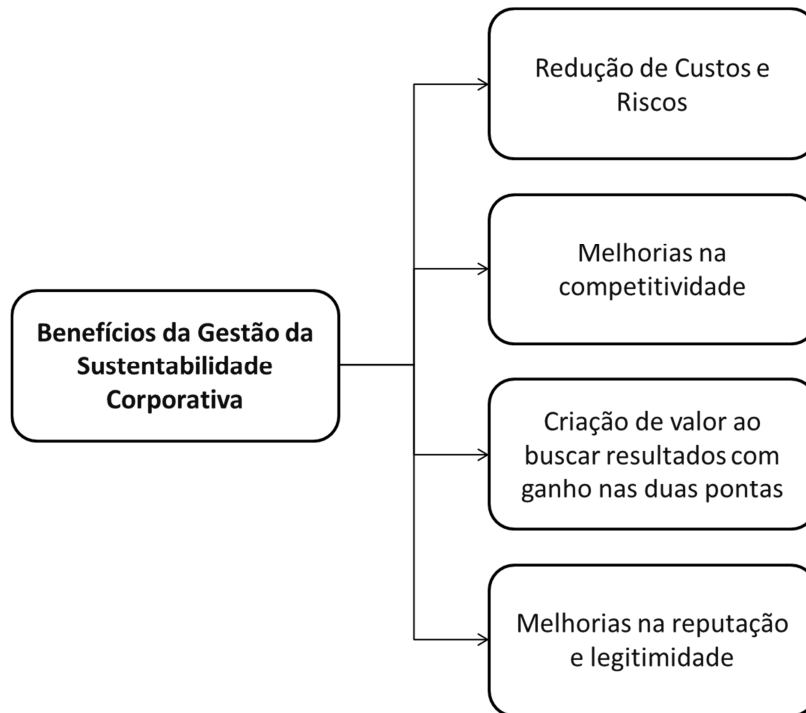 Redução de Custos e
Riscos
Melhorias na
competitividade
Benefícios da Gestão da
Sustentabilidade
Corporativa
Criação de valor ao
buscar resultados com
ganho nas duas pontas
Melhorias na reputação
e legitimidade